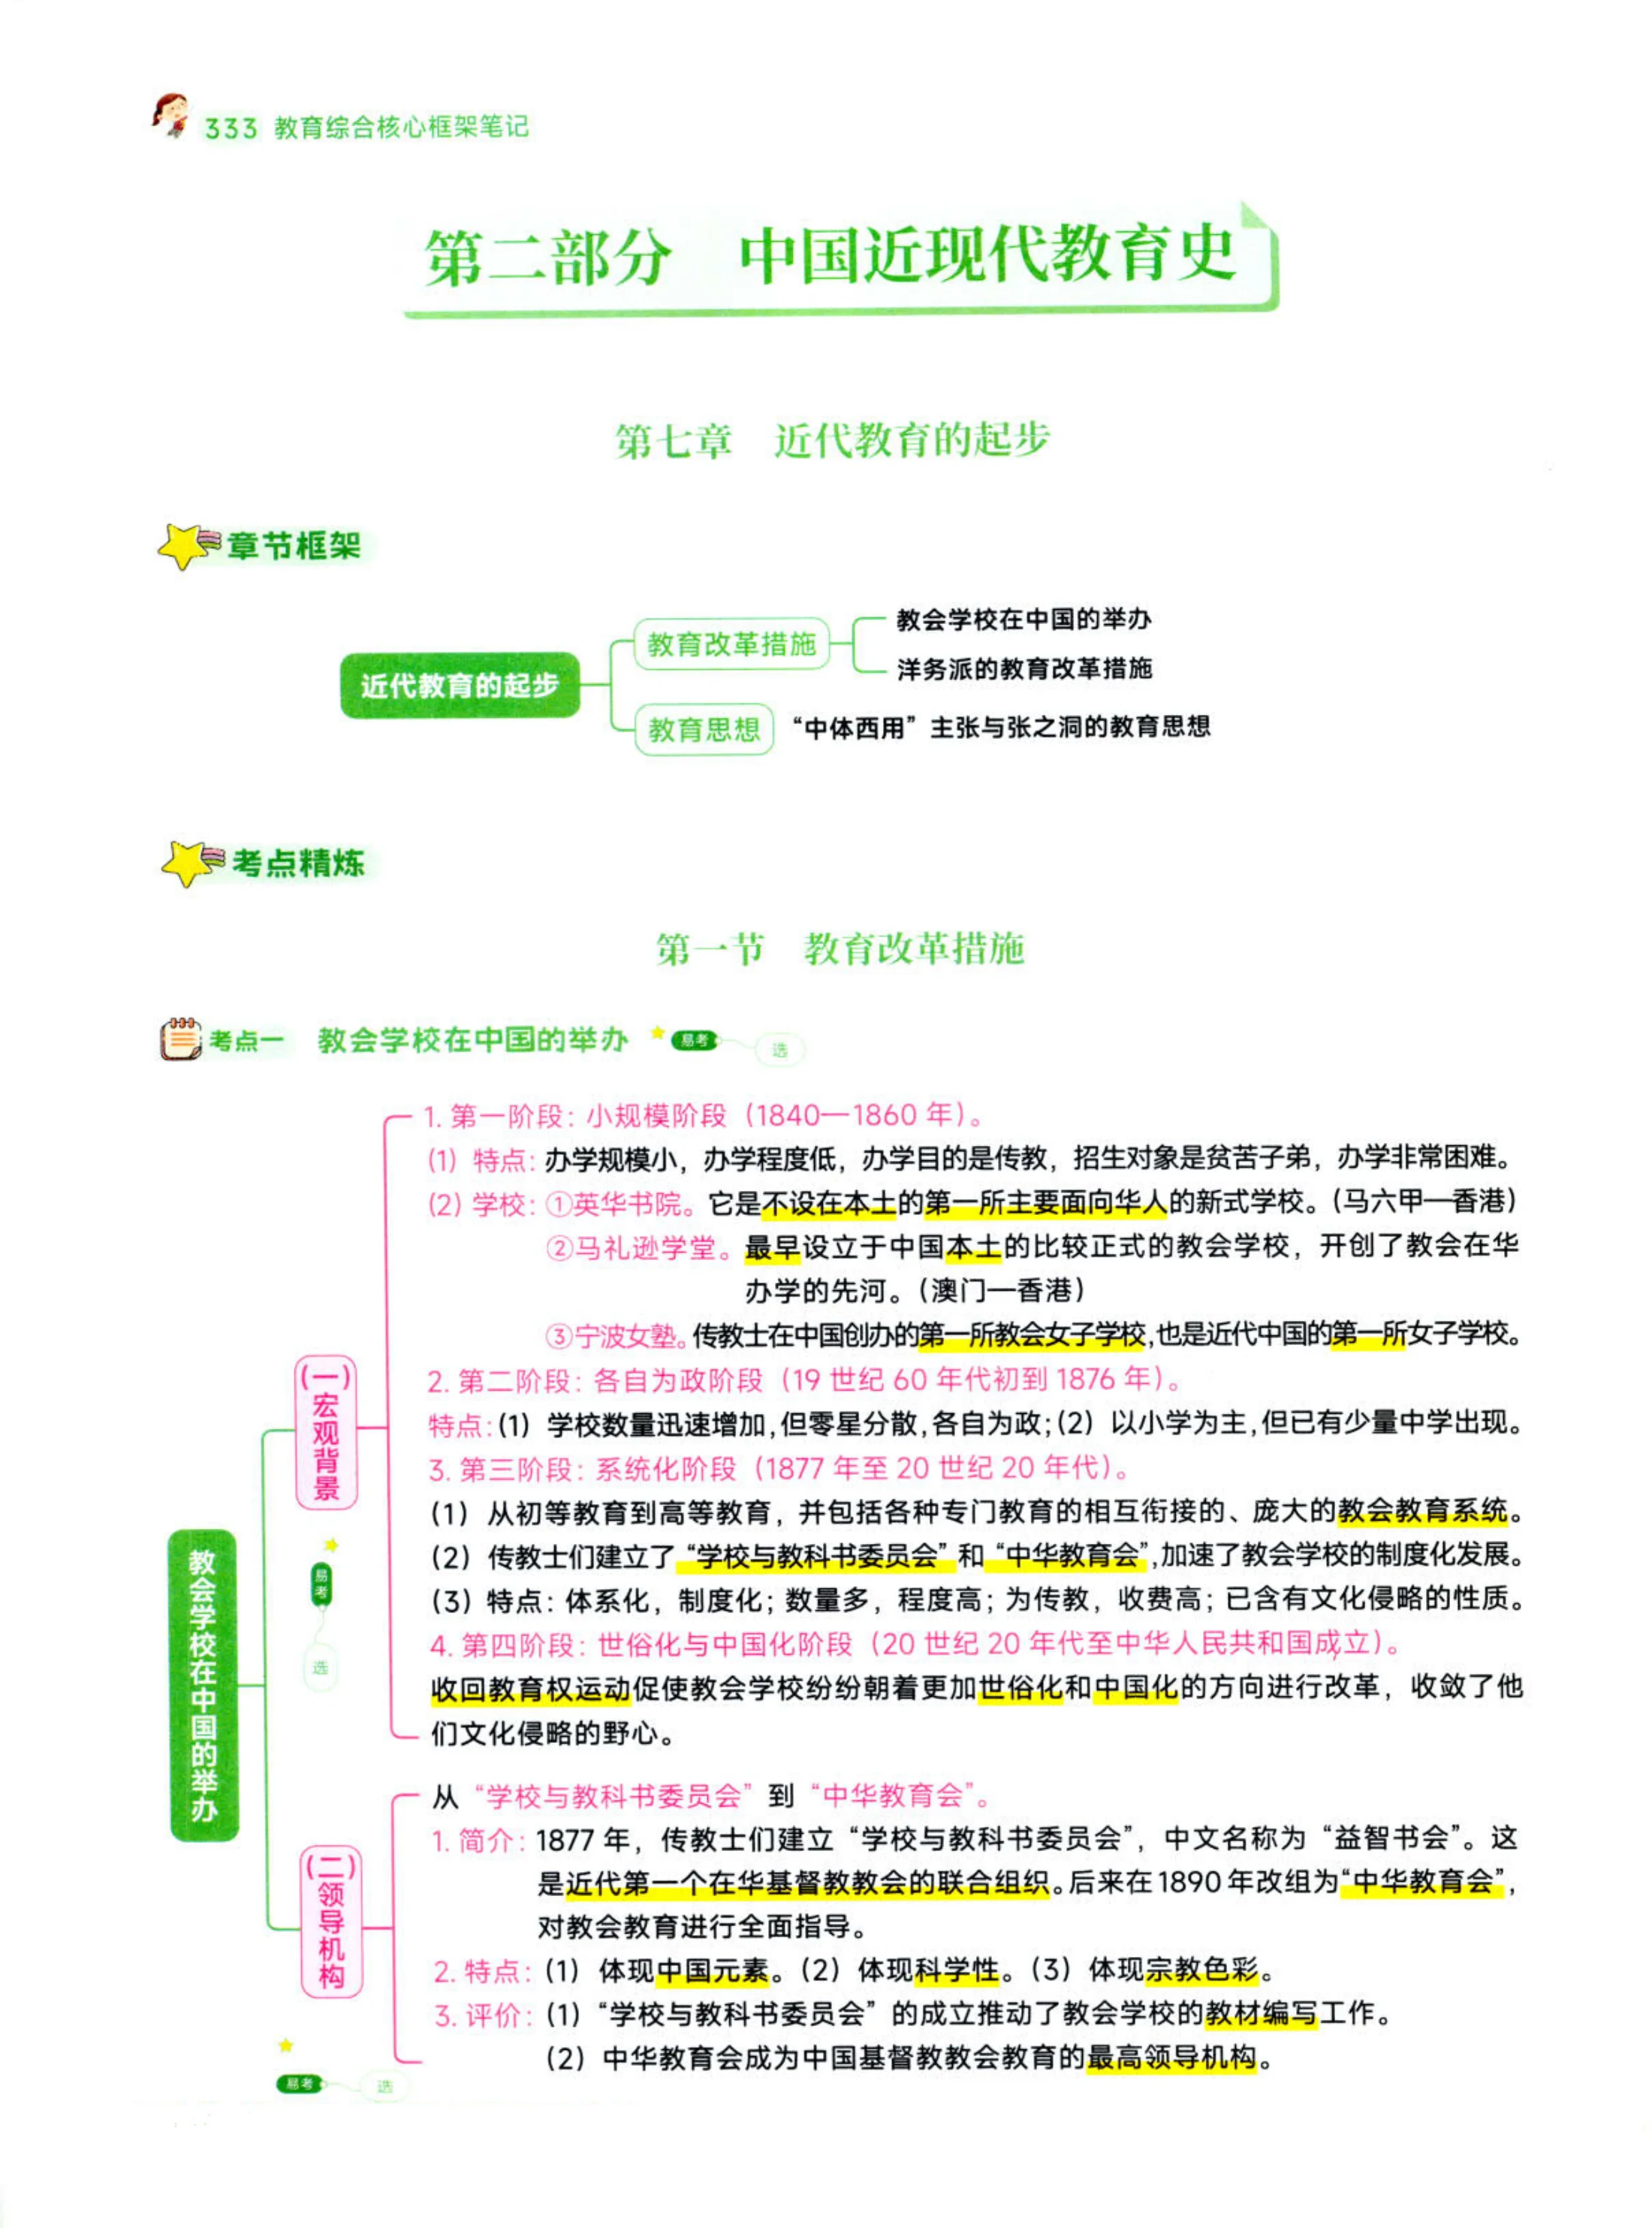 333 教育综合核心框架笔记
第二部分 中国近现代教育史
第七章 近代教育的起步
章节框架
近代教育的起步
教育改革措施
教会学校在中国的举办
洋务派的教育改革措施
教育思想
“中体西用”主张与张之洞的教育思想
考点精炼
第一节 教育改革措施
考点一 教会学校在中国的举办 易考 选
教会学校在中国的举办
(一)宏观背景
易考
选
1. 第一阶段：小规模阶段（1840—1860 年）。
(1) 特点：办学规模小，办学程度低，办学目的是传教，招生对象是贫苦子弟，办学非常困难。
(2) 学校：①英华书院。它是不设在本土的第一所主要面向华人的新式学校。（马六甲—香港）
②马礼逊学堂。最早设立于中国本土的比较正式的教会学校，开创了教会在华
办学的先河。（澳门—香港）
③宁波女塾。传教士在中国创办的第一所教会女子学校,也是近代中国的第一所女子学校。
2. 第二阶段：各自为政阶段（19 世纪 60 年代初到 1876 年）。
特点：(1) 学校数量迅速增加,但零星分散,各自为政；(2) 以小学为主,但已有少量中学出现。
3. 第三阶段：系统化阶段（1877 年至 20 世纪 20 年代）。
(1) 从初等教育到高等教育，并包括各种专门教育的相互衔接的、庞大的教会教育系统。
(2) 传教士们建立了“学校与教科书委员会”和“中华教育会”,加速了教会学校的制度化发展。
(3) 特点：体系化，制度化；数量多，程度高；为传教，收费高；已含有文化侵略的性质。
4. 第四阶段：世俗化与中国化阶段（20 世纪 20 年代至中华人民共和国成立）。
收回教育权运动促使教会学校纷纷朝着更加世俗化和中国化的方向进行改革，收敛了他
们文化侵略的野心。
(二)领导机构
易考 选
从“学校与教科书委员会”到“中华教育会”。
1. 简介：1877 年，传教士们建立“学校与教科书委员会”，中文名称为“益智书会”。这
是近代第一个在华基督教教会的联合组织。后来在 1890 年改组为“中华教育会”，
对教会教育进行全面指导。
2. 特点：(1) 体现中国元素。(2) 体现科学性。(3) 体现宗教色彩。
3. 评价：(1)“学校与教科书委员会”的成立推动了教会学校的教材编写工作。
(2) 中华教育会成为中国基督教教会教育的最高领导机构。